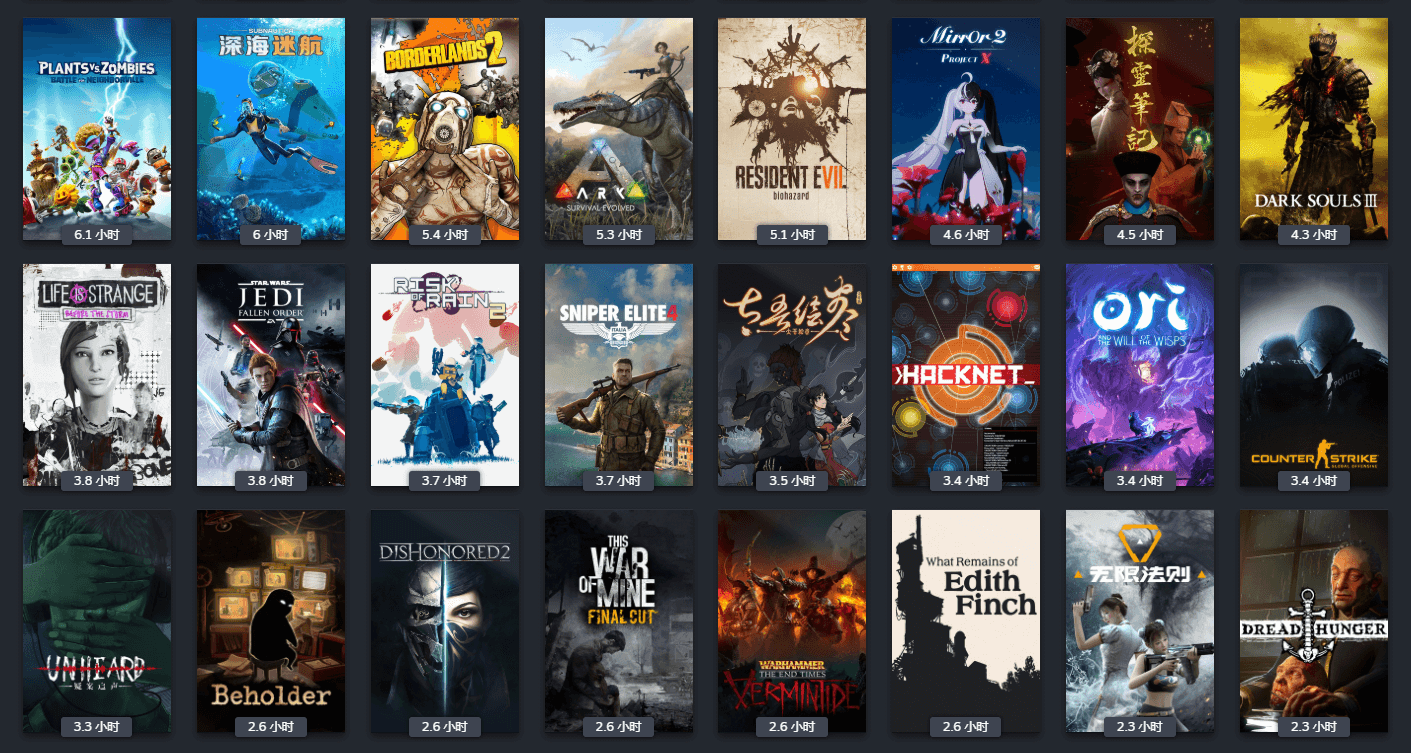 PLANTS VS. ZOMBIES
BATTLE FOR NEIGHBORVILLE
6.1 小时
SUBNAUTICA
深海迷航
6 小时
BORDERLANDS 2
5.4 小时
ARK
SURVIVAL EVOLVED
5.3 小时
RESIDENT EVIL
biohazard
5.1 小时
Mirror 2
PROJECT X
4.6 小时
探靈筆記
4.5 小时
DARK SOULS III
4.3 小时
LIFE IS STRANGE
BEFORE THE STORM
3.8 小时
STAR WARS
JEDI
FALLEN ORDER
3.8 小时
RISK
OF RAIN 2
3.7 小时
SNIPER ELITE 4
ITALIA
3.7 小时
3.5 小时
HACKNET_
3.4 小时
ori
AND THE WILL OF THE WISPS
3.4 小时
POLIZEI
COUNTER STRIKE
GLOBAL OFFENSIVE
3.4 小时
UNHEARD
疑案追声
3.3 小时
Beholder
2.6 小时
DISHONORED 2
2.6 小时
THIS
WAR
OF MINE
FINAL CUT
2.6 小时
WARHAMMER
THE END TIMES
VERMINTIDE
2.6 小时
What Remains of
Edith
Finch
2.6 小时
无限法则
2.3 小时
DREAD HUNGER
2.3 小时